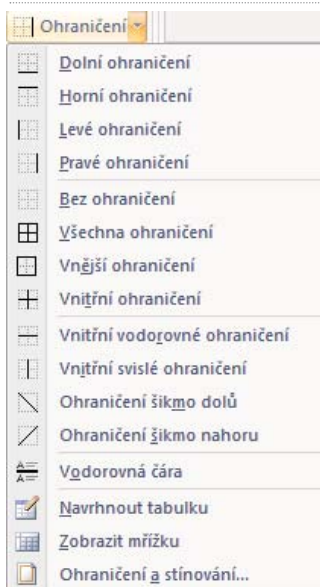 Ohraničení
Dolní ohraničení
Horní ohraničení
Levé ohraničení
Pravé ohraničení
Bez ohraničení
Všechna ohraničení
Vnější ohraničení
Vnitřní ohraničení
Vnitřní vodorovné ohraničení
Vnitřní svislé ohraničení
Ohraničení šikmo dolů
Ohraničení šikmo nahoru
Vodorovná čára
Navrhnout tabulku
Zobrazit mřížku
Ohraničení a stínování...